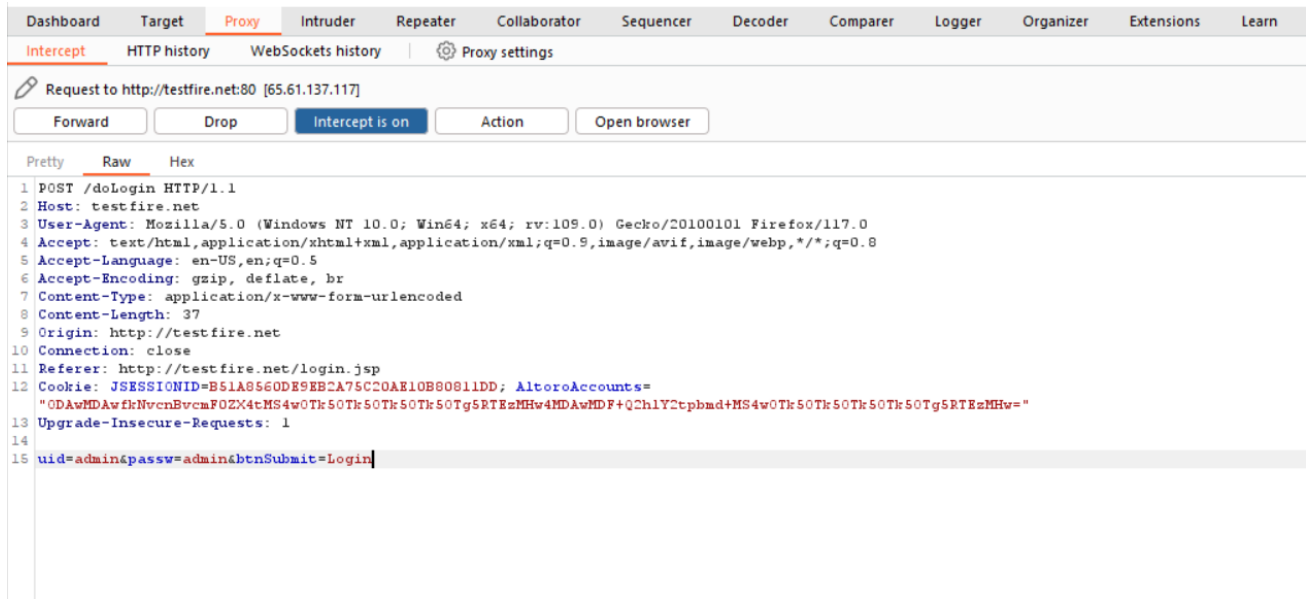 Dashboard Target Proxy Intruder Repeater Collaborator Sequencer Decoder Comparer Logger Organizer Extensions Learn
Intercept HTTP history WebSockets history Proxy settings
Request to http://testfire.net:80 [65.61.137.117]
Forward Drop Intercept is on Action Open browser
Pretty Raw Hex
1 POST /doLogin HTTP/1.1
2 Host: testfire.net
3 User-Agent: Mozilla/5.0 (Windows NT 10.0; Win64; x64; rv:109.0) Gecko/20100101 Firefox/117.0
4 Accept: text/html,application/xhtml+xml,application/xml;q=0.9,image/avif,image/webp,*/*;q=0.8
5 Accept-Language: en-US,en;q=0.5
6 Accept-Encoding: gzip, deflate, br
7 Content-Type: application/x-www-form-urlencoded
8 Content-Length: 37
9 Origin: http://testfire.net
10 Connection: close
11 Referer: http://testfire.net/login.jsp
12 Cookie: JSESSIONID=B51A8560DE9EB2A75C20AE10B80811DD; AltoroAccounts=
"ODAwMDAwfkNvcnBvcmF0ZX4tMS4wOTk5OTk5OTk5OTk5OTg5RTEzMHw4MDAwMDF+Q2hlY2tpbmd+MS4wOTk5OTk5OTk5OTk5OTg5RTEzMHw="
13 Upgrade-Insecure-Requests: 1
14
15 uid=admin&passw=admin&btnSubmit=Login